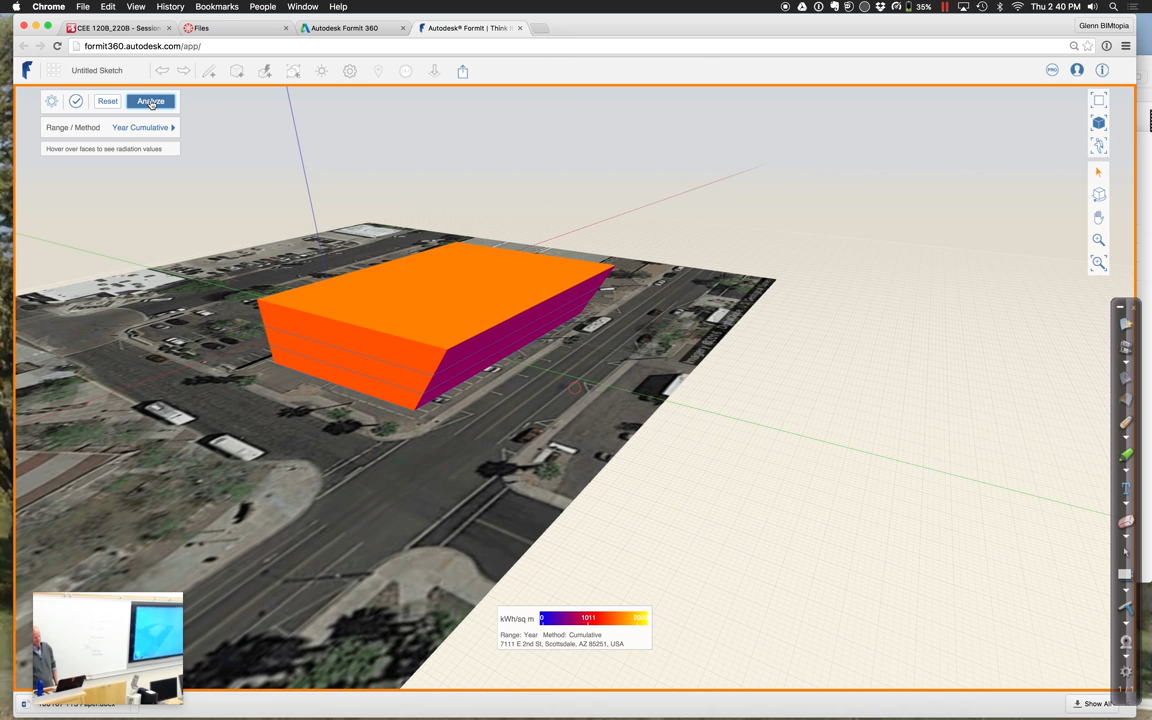 Chrome File Edit View History Bookmarks People Window Help
35% Thu 2 40 PM
CEE 120B_220B - Session
Files
Autodesk Formit 360
Autodesk® Formit | Think
Glenn BIMtopia
formit360.autodesk.com/app/
Untitled Sketch
PRO
Reset
Analyze
Range / Method Year Cumulative
Hover over faces to see radiation values
kWh/sq m 0 1011
Range: Year Method: Cumulative
7111 E 2nd St, Scottsdale, AZ 85251, USA
T
Show All
1/1